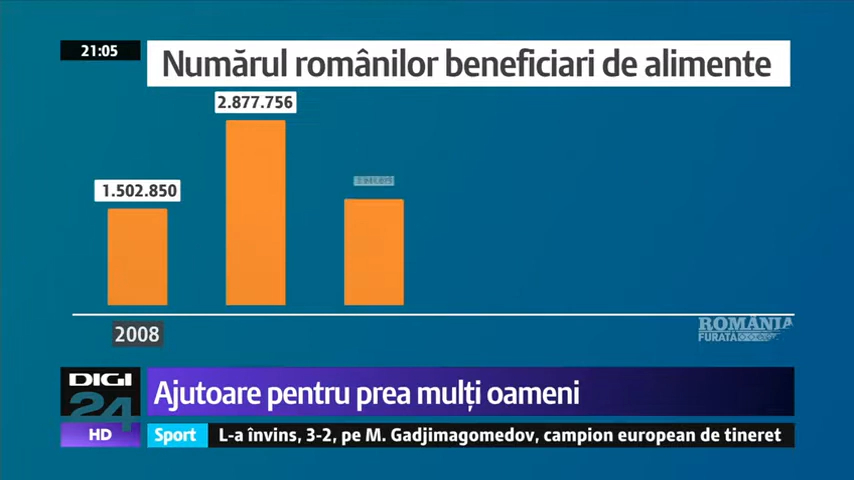 21:05
Numărul românilor beneficiari de alimente
2.877.756
1.502.850
2008
ROMÂNIA
FURATĂ
DIGI
24
HD
Ajutoare pentru prea mulți oameni
Sport
L-a învins, 3-2, pe M. Gadjimagomedov, campion european de tineret